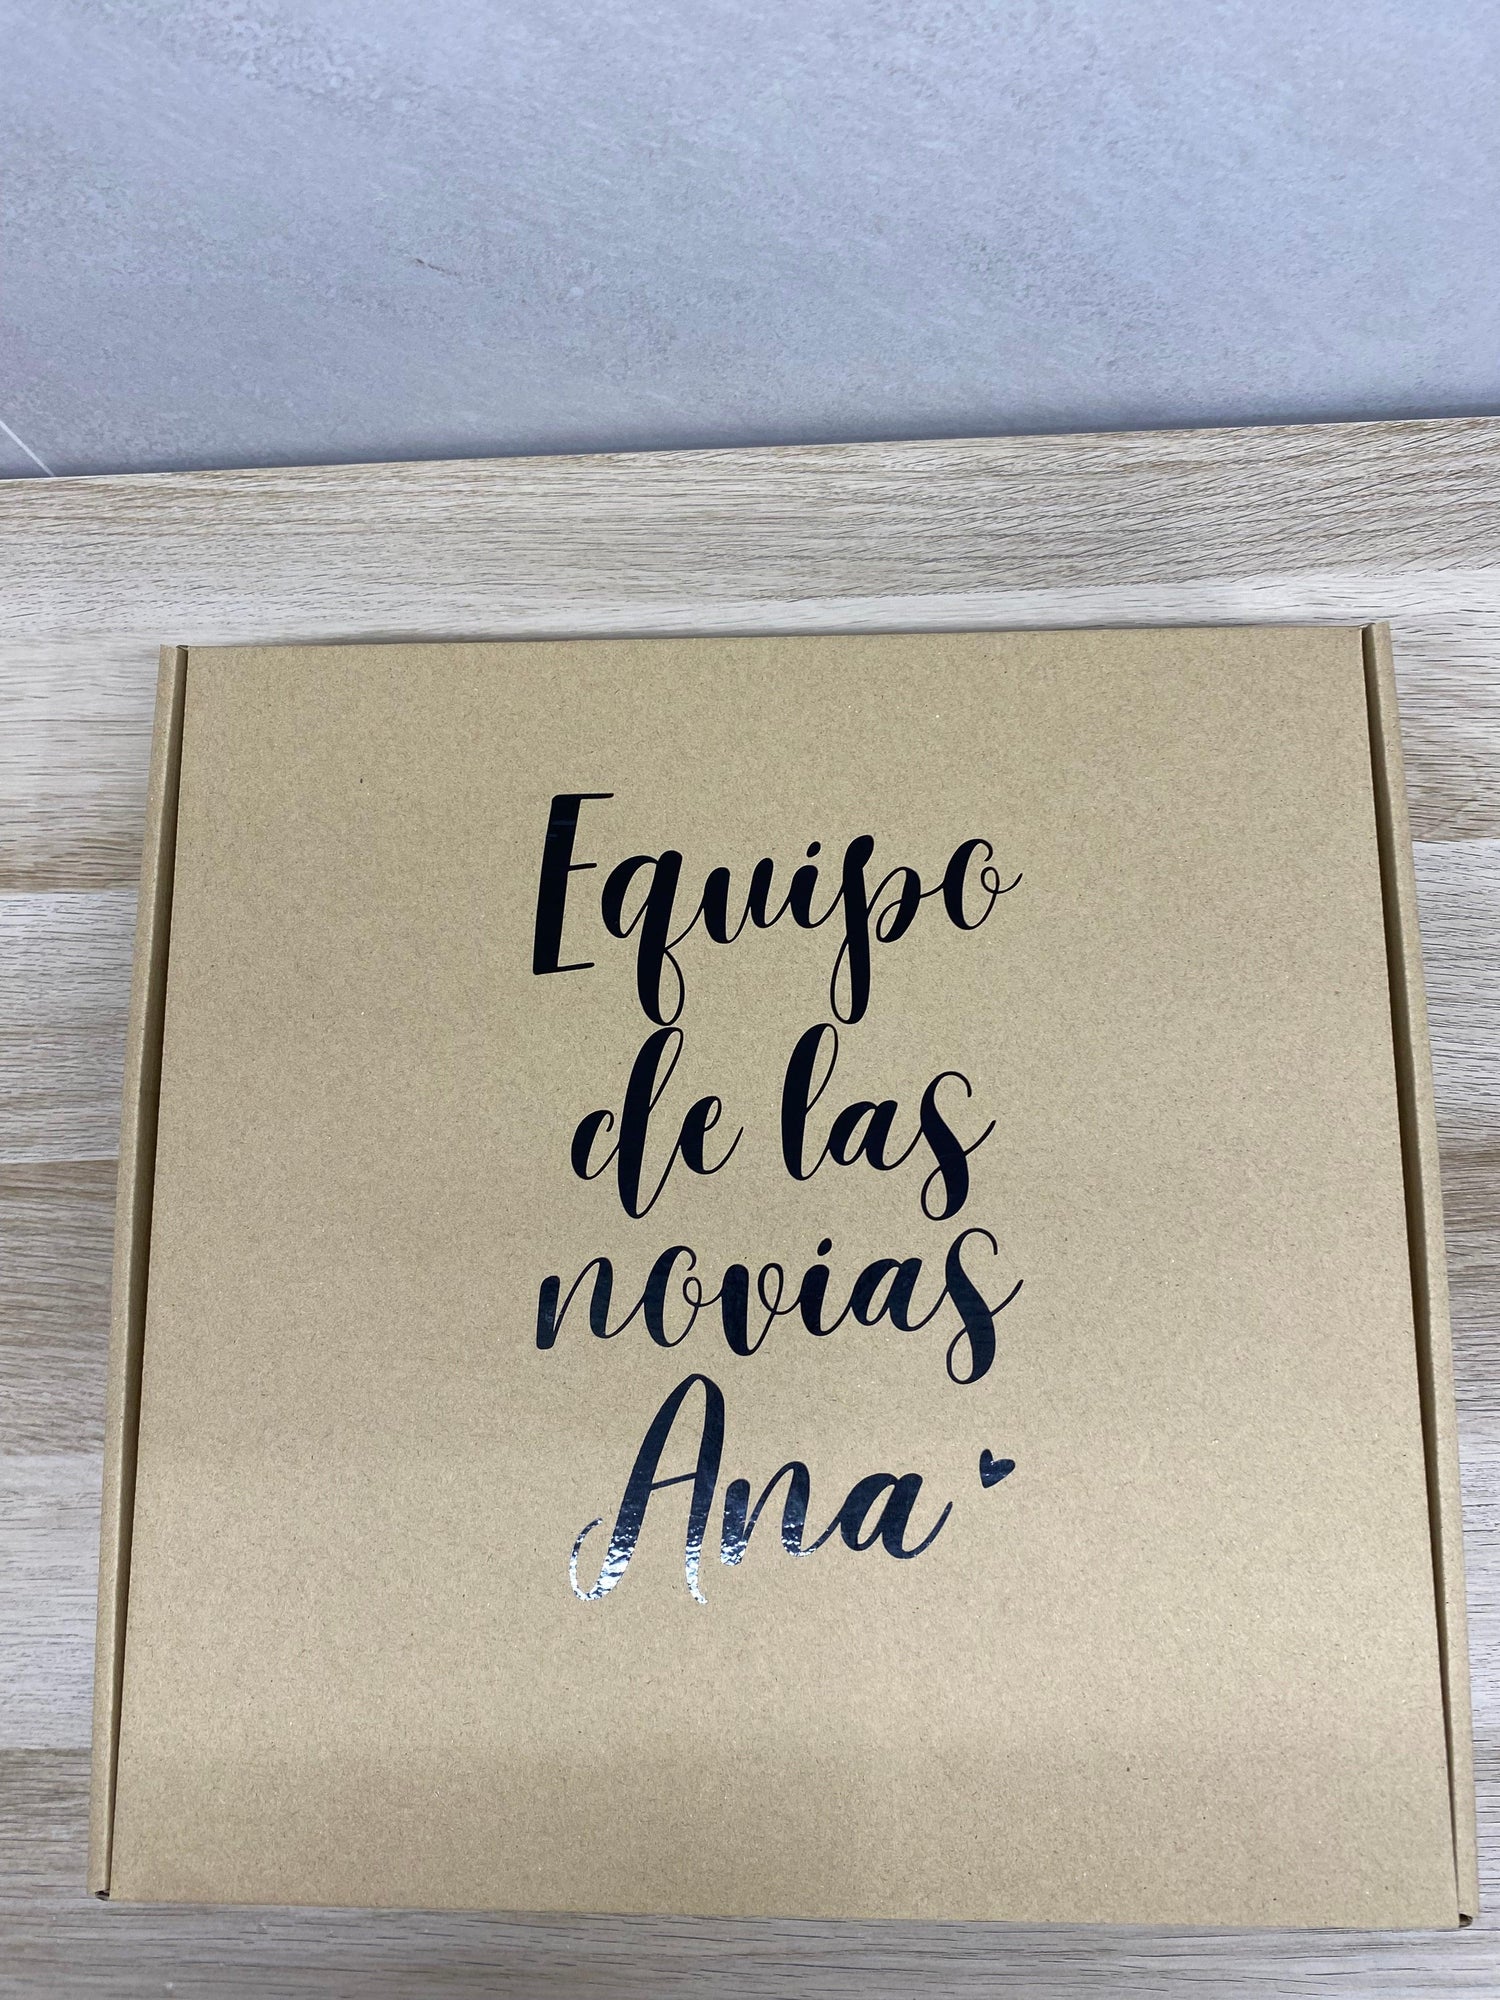 Equipo
de las
novias
Ana